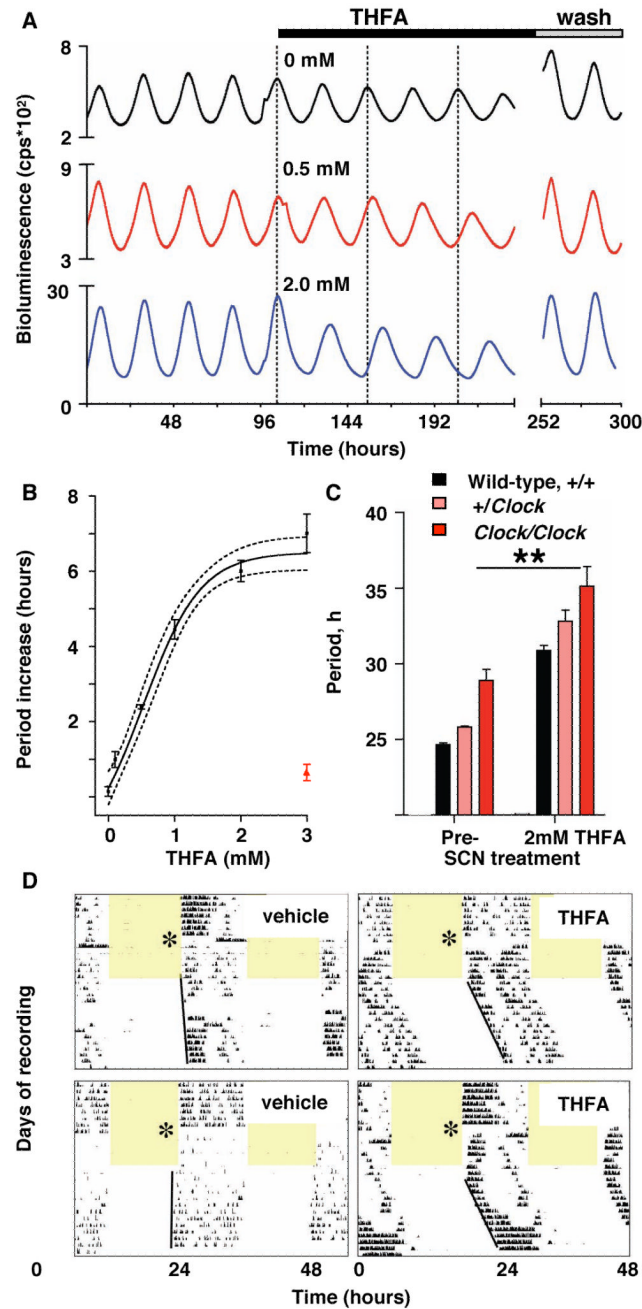 A
THFA
wash
8
0 mM
2
9
0.5 mM
3
30
2.0 mM
0
Bioluminescence (cps*10²)
48
96
144
192
252
300
Time (hours)
B
8
6
4
2
Period increase (hours)
0
1
2
3
THFA (mM)
C
Wild-type, +/+
+/Clock
Clock/Clock
40
**
35
30
25
Period, h
Pre-
2mM THFA
SCN treatment
D
vehicle
THFA
*
*
vehicle
THFA
*
*
Days of recording
0
24
48
24
48
Time (hours)